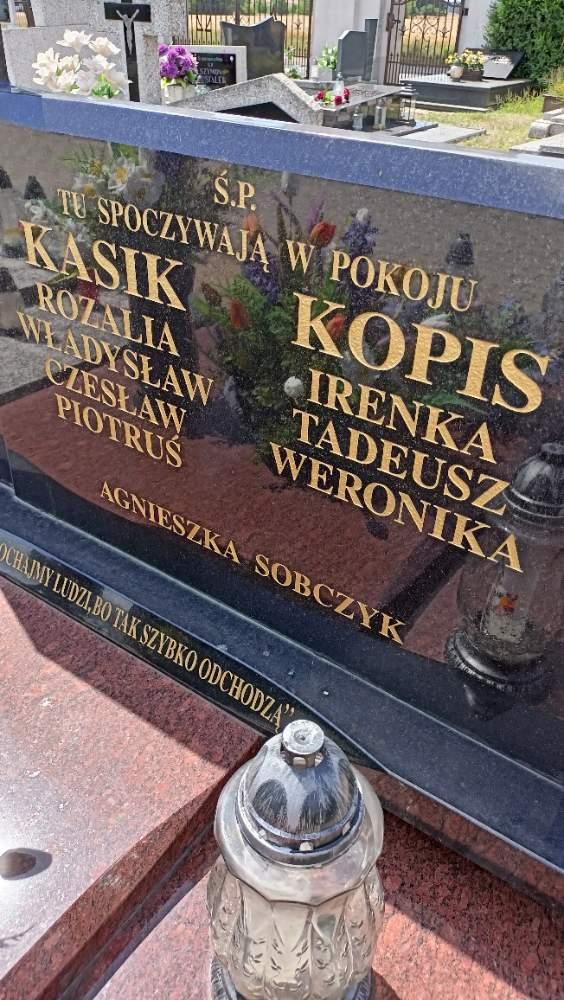 Ś.P.
TU SPOCZYWAJĄ W POKOJU
KASIK
ROZALIA
WŁADYSŁAW
CZESŁAW
PIOTRUŚ
KOPIS
IRENKA
TADEUSZ
WERONIKA
AGNIESZKA SOBCZYK
OCHAJMY LUDZI, BO TAK SZYBKO ODCHODZĄ"
SZYMON